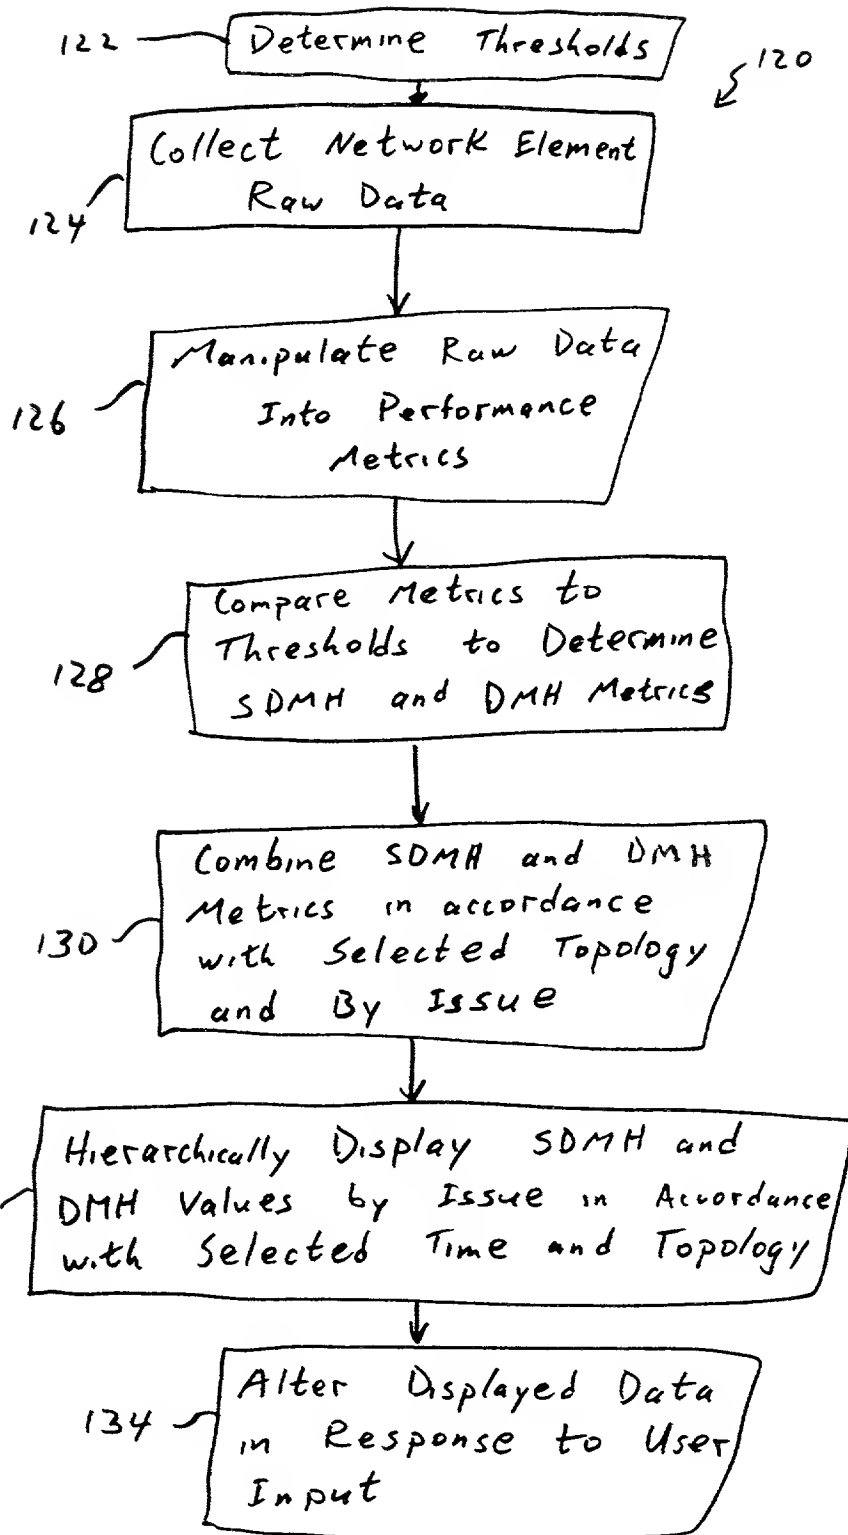 122 Determine Thresholds
120
Collect Network Element
Raw Data
124
Manipulate Raw Data
Into Performance
Metrics
126
Compare Metrics to
Thresholds to Determine
SDMH and DMH Metrics
128
Combine SDMH and DMH
Metrics in accordance
with Selected Topology
and By Issue
130
Hierarchically Display SDMH and
DMH Values by Issue in Accordance
with Selected Time and Topology
Alter Displayed Data
in Response to User
Input
134